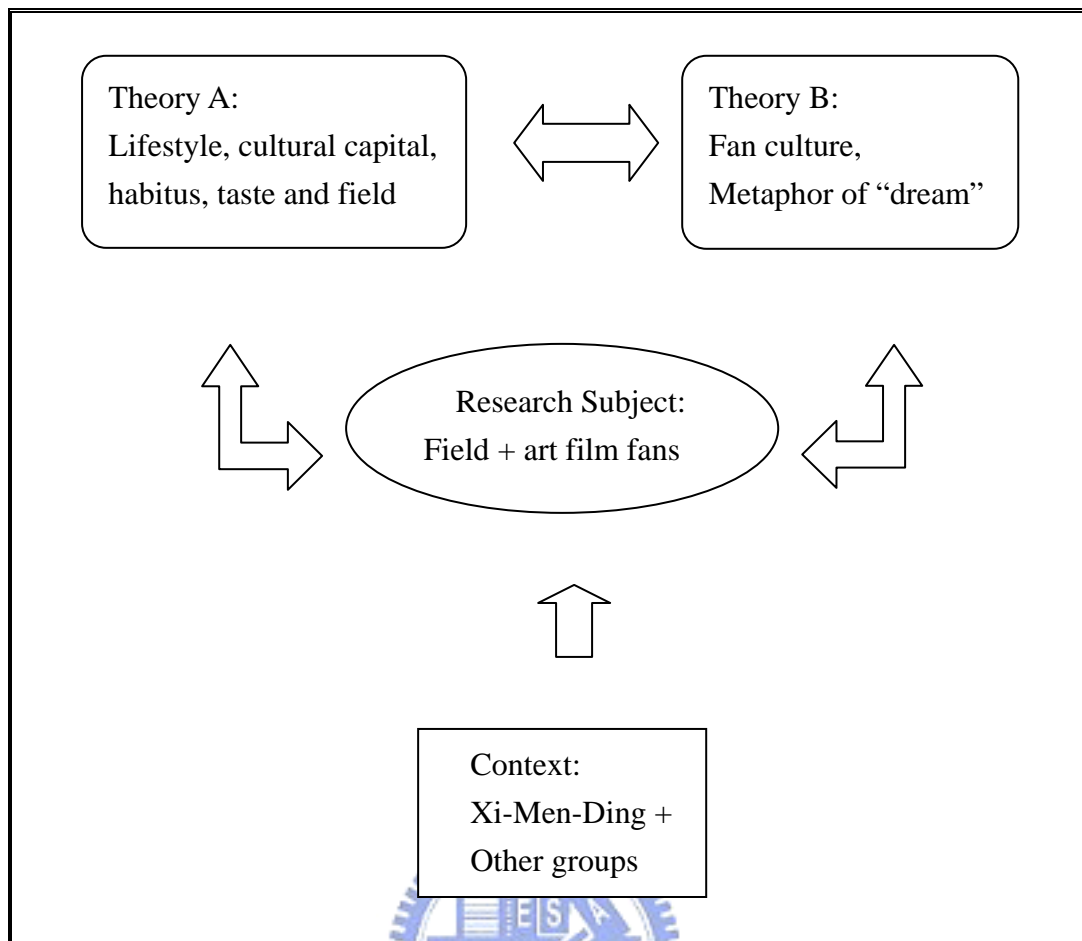 Theory A:
Lifestyle, cultural capital,
habitus, taste and field
Theory B:
Fan culture,
Metaphor of “dream”
Research Subject:
Field + art film fans
Context:
Xi-Men-Ding +
Other groups
ESA